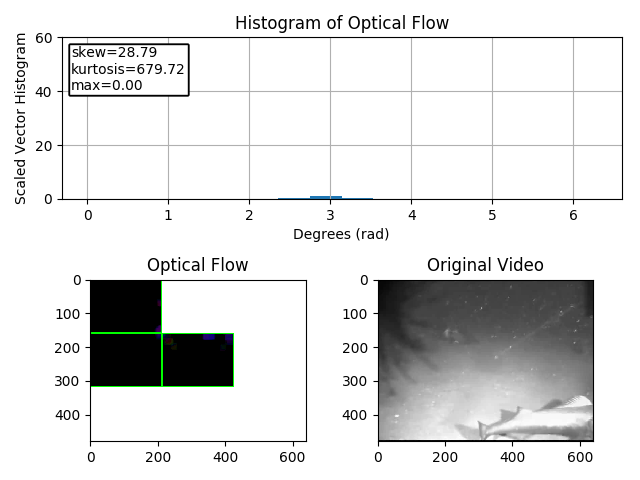 Histogram of Optical Flow
60
40
20
0
Scaled Vector Histogram
skew=28.79
kurtosis=679.72
max=0.00
0 1 2 3 4 5 6
Degrees (rad)
Optical Flow
0
100
200
300
400
0 200 400 600
Original Video
0
100
200
300
400
0 200 400 600